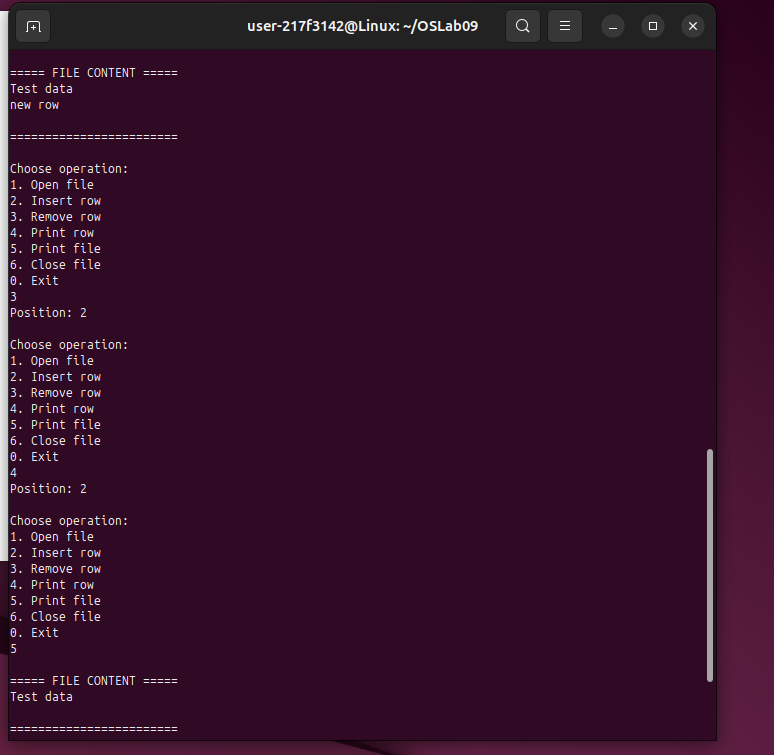 user-217f3142@Linux: ~/OSLab09
===== FILE CONTENT =====
Test data
new row
========================
Choose operation:
1. Open file
2. Insert row
3. Remove row
4. Print row
5. Print file
6. Close file
0. Exit
3
Position: 2
Choose operation:
1. Open file
2. Insert row
3. Remove row
4. Print row
5. Print file
6. Close file
0. Exit
4
Position: 2
Choose operation:
1. Open file
2. Insert row
3. Remove row
4. Print row
5. Print file
6. Close file
0. Exit
5
===== FILE CONTENT =====
Test data
========================